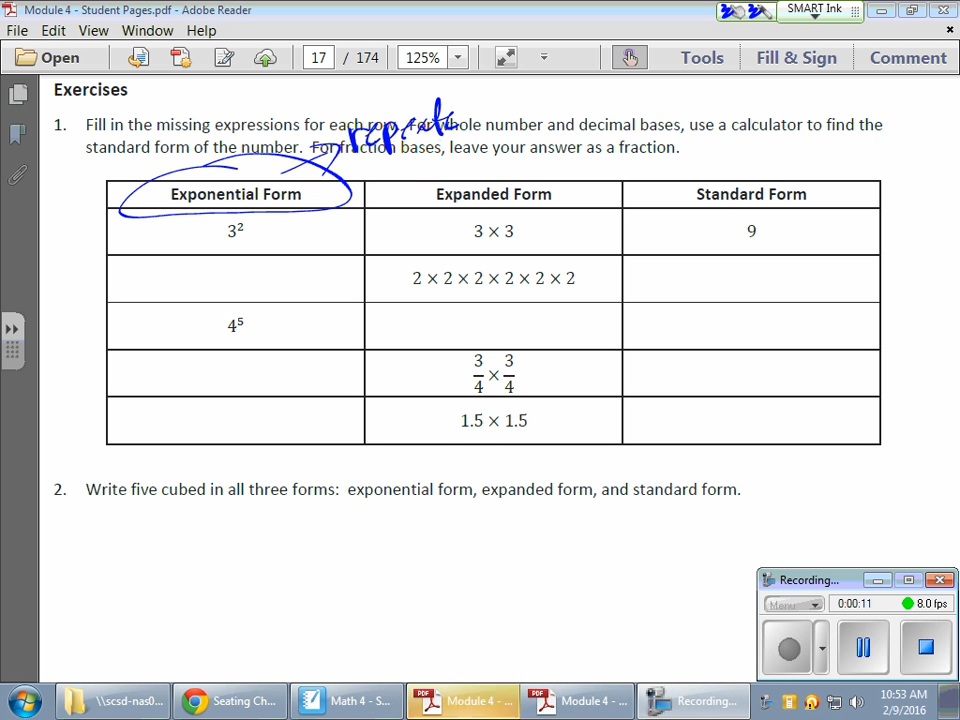 Module 4 - Student Pages.pdf - Adobe Reader
SMART Ink
File Edit View Window Help
Open 17 / 174 125% Tools Fill & Sign Comment
Exercises
1. Fill in the missing expressions for each row. For whole number and decimal bases, use a calculator to find the
standard form of the number. For fraction bases, leave your answer as a fraction.
Exponential Form Expanded Form Standard Form
3² 3 × 3 9
2 × 2 × 2 × 2 × 2 × 2
4⁵
3/4 × 3/4
1.5 × 1.5
2. Write five cubed in all three forms: exponential form, expanded form, and standard form.
Recording...
Menu 0:00:11 8.0 fps
\\scsd-nas0... Seating Ch... Math 4 - S... Module 4 - ... Module 4 - ... Recording...
10:53 AM
2/9/2016